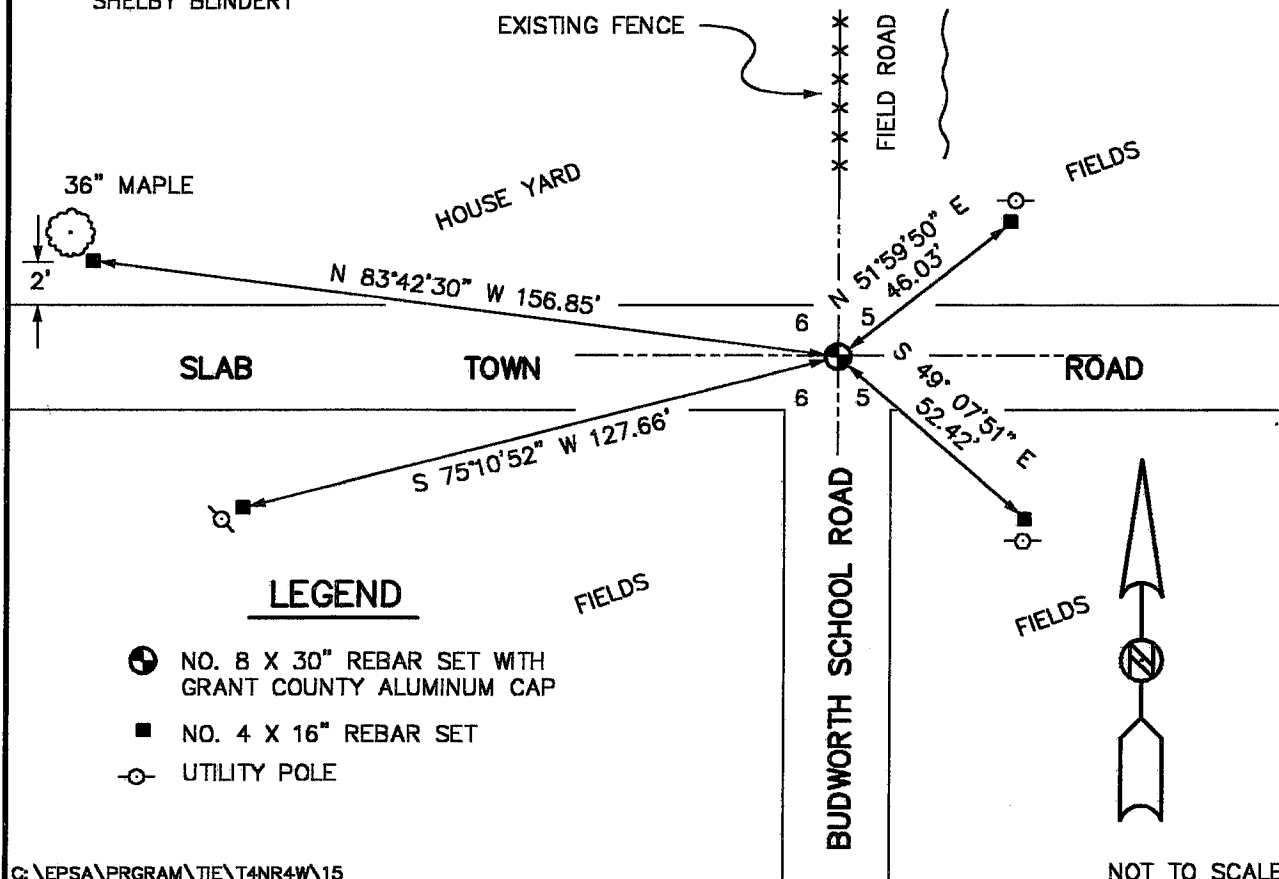 SHELBY BLINDERT
EXISTING FENCE
FIELD ROAD
36" MAPLE
HOUSE YARD
FIELDS
2'
N 83°42'30" W 156.85'
N 51°59'50" E
46.03'
6
5
SLAB TOWN ROAD
6
5
S 49° 07'51" E
52.42'
S 75°10'52" W 127.66'
BUDWORTH SCHOOL ROAD
LEGEND
FIELDS
FIELDS
NO. 8 X 30" REBAR SET WITH
GRANT COUNTY ALUMINUM CAP
NO. 4 X 16" REBAR SET
UTILITY POLE
N
C:\EPSA\PRGRAM\TIE\T4NR4W\15
NOT TO SCALE